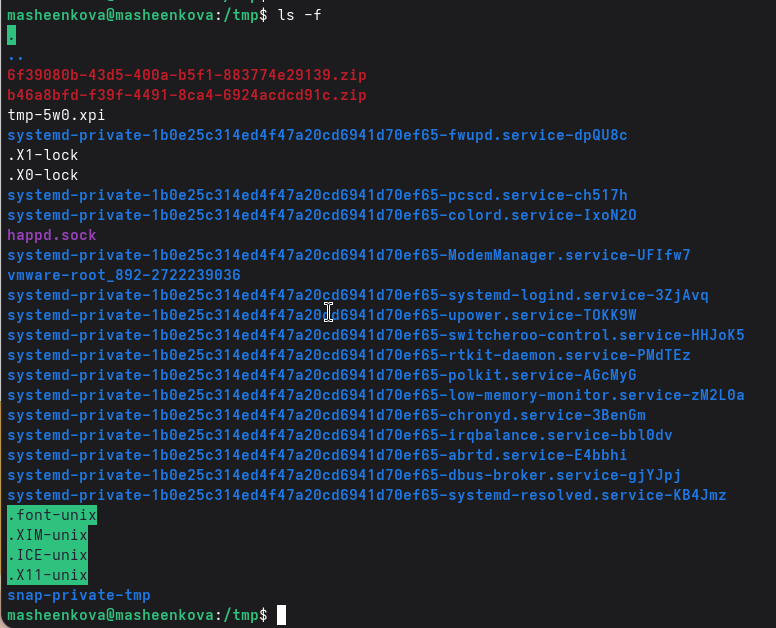 masheenkova@masheenkova:/tmp$ ls -f
.
..
6f39080b-43d5-400a-b5f1-883774e29139.zip
b46a8bfd-f39f-4491-8ca4-6924acdcd91c.zip
tmp-5w0.xpi
systemd-private-1b0e25c314ed4f47a20cd6941d70ef65-fwupd.service-dpQU8c
.X1-lock
.X0-lock
systemd-private-1b0e25c314ed4f47a20cd6941d70ef65-pcscd.service-ch517h
systemd-private-1b0e25c314ed4f47a20cd6941d70ef65-colord.service-IxoN2O
happd.sock
systemd-private-1b0e25c314ed4f47a20cd6941d70ef65-ModemManager.service-UFIfw7
vmware-root_892-2722239036
systemd-private-1b0e25c314ed4f47a20cd6941d70ef65-systemd-logind.service-3ZjAvq
systemd-private-1b0e25c314ed4f47a20cd6941d70ef65-upower.service-TOKK9W
systemd-private-1b0e25c314ed4f47a20cd6941d70ef65-switcheroo-control.service-HHJoK5
systemd-private-1b0e25c314ed4f47a20cd6941d70ef65-rtkit-daemon.service-PMdTEz
systemd-private-1b0e25c314ed4f47a20cd6941d70ef65-polkit.service-AGcMyG
systemd-private-1b0e25c314ed4f47a20cd6941d70ef65-low-memory-monitor.service-zM2L0a
systemd-private-1b0e25c314ed4f47a20cd6941d70ef65-chronyd.service-3BenGm
systemd-private-1b0e25c314ed4f47a20cd6941d70ef65-irqbalance.service-bbl0dv
systemd-private-1b0e25c314ed4f47a20cd6941d70ef65-abrtd.service-E4bbhi
systemd-private-1b0e25c314ed4f47a20cd6941d70ef65-dbus-broker.service-gjYJpj
systemd-private-1b0e25c314ed4f47a20cd6941d70ef65-systemd-resolved.service-KB4Jmz
.font-unix
.XIM-unix
.ICE-unix
.X11-unix
snap-private-tmp
masheenkova@masheenkova:/tmp$